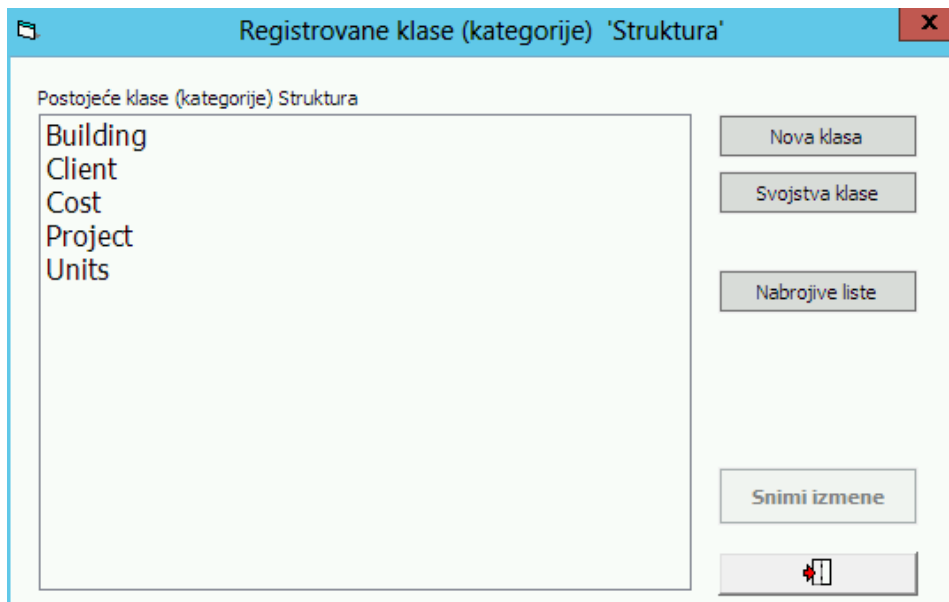 Registrovane klase (kategorije) 'Struktura'
x
Postojeće klase (kategorije) Struktura
Building
Client
Cost
Project
Units
Nova klasa
Svojstva klase
Nabrojive liste
Snimi izmene